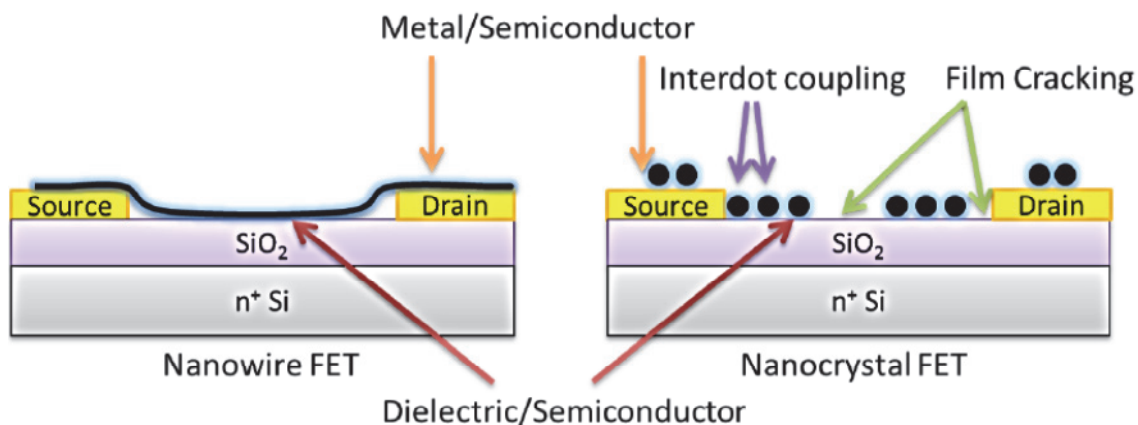 Metal/Semiconductor
Interdot coupling
Film Cracking
Source
Drain
SiO₂
n⁺ Si
Nanowire FET
Source
Drain
SiO₂
n⁺ Si
Nanocrystal FET
Dielectric/Semiconductor